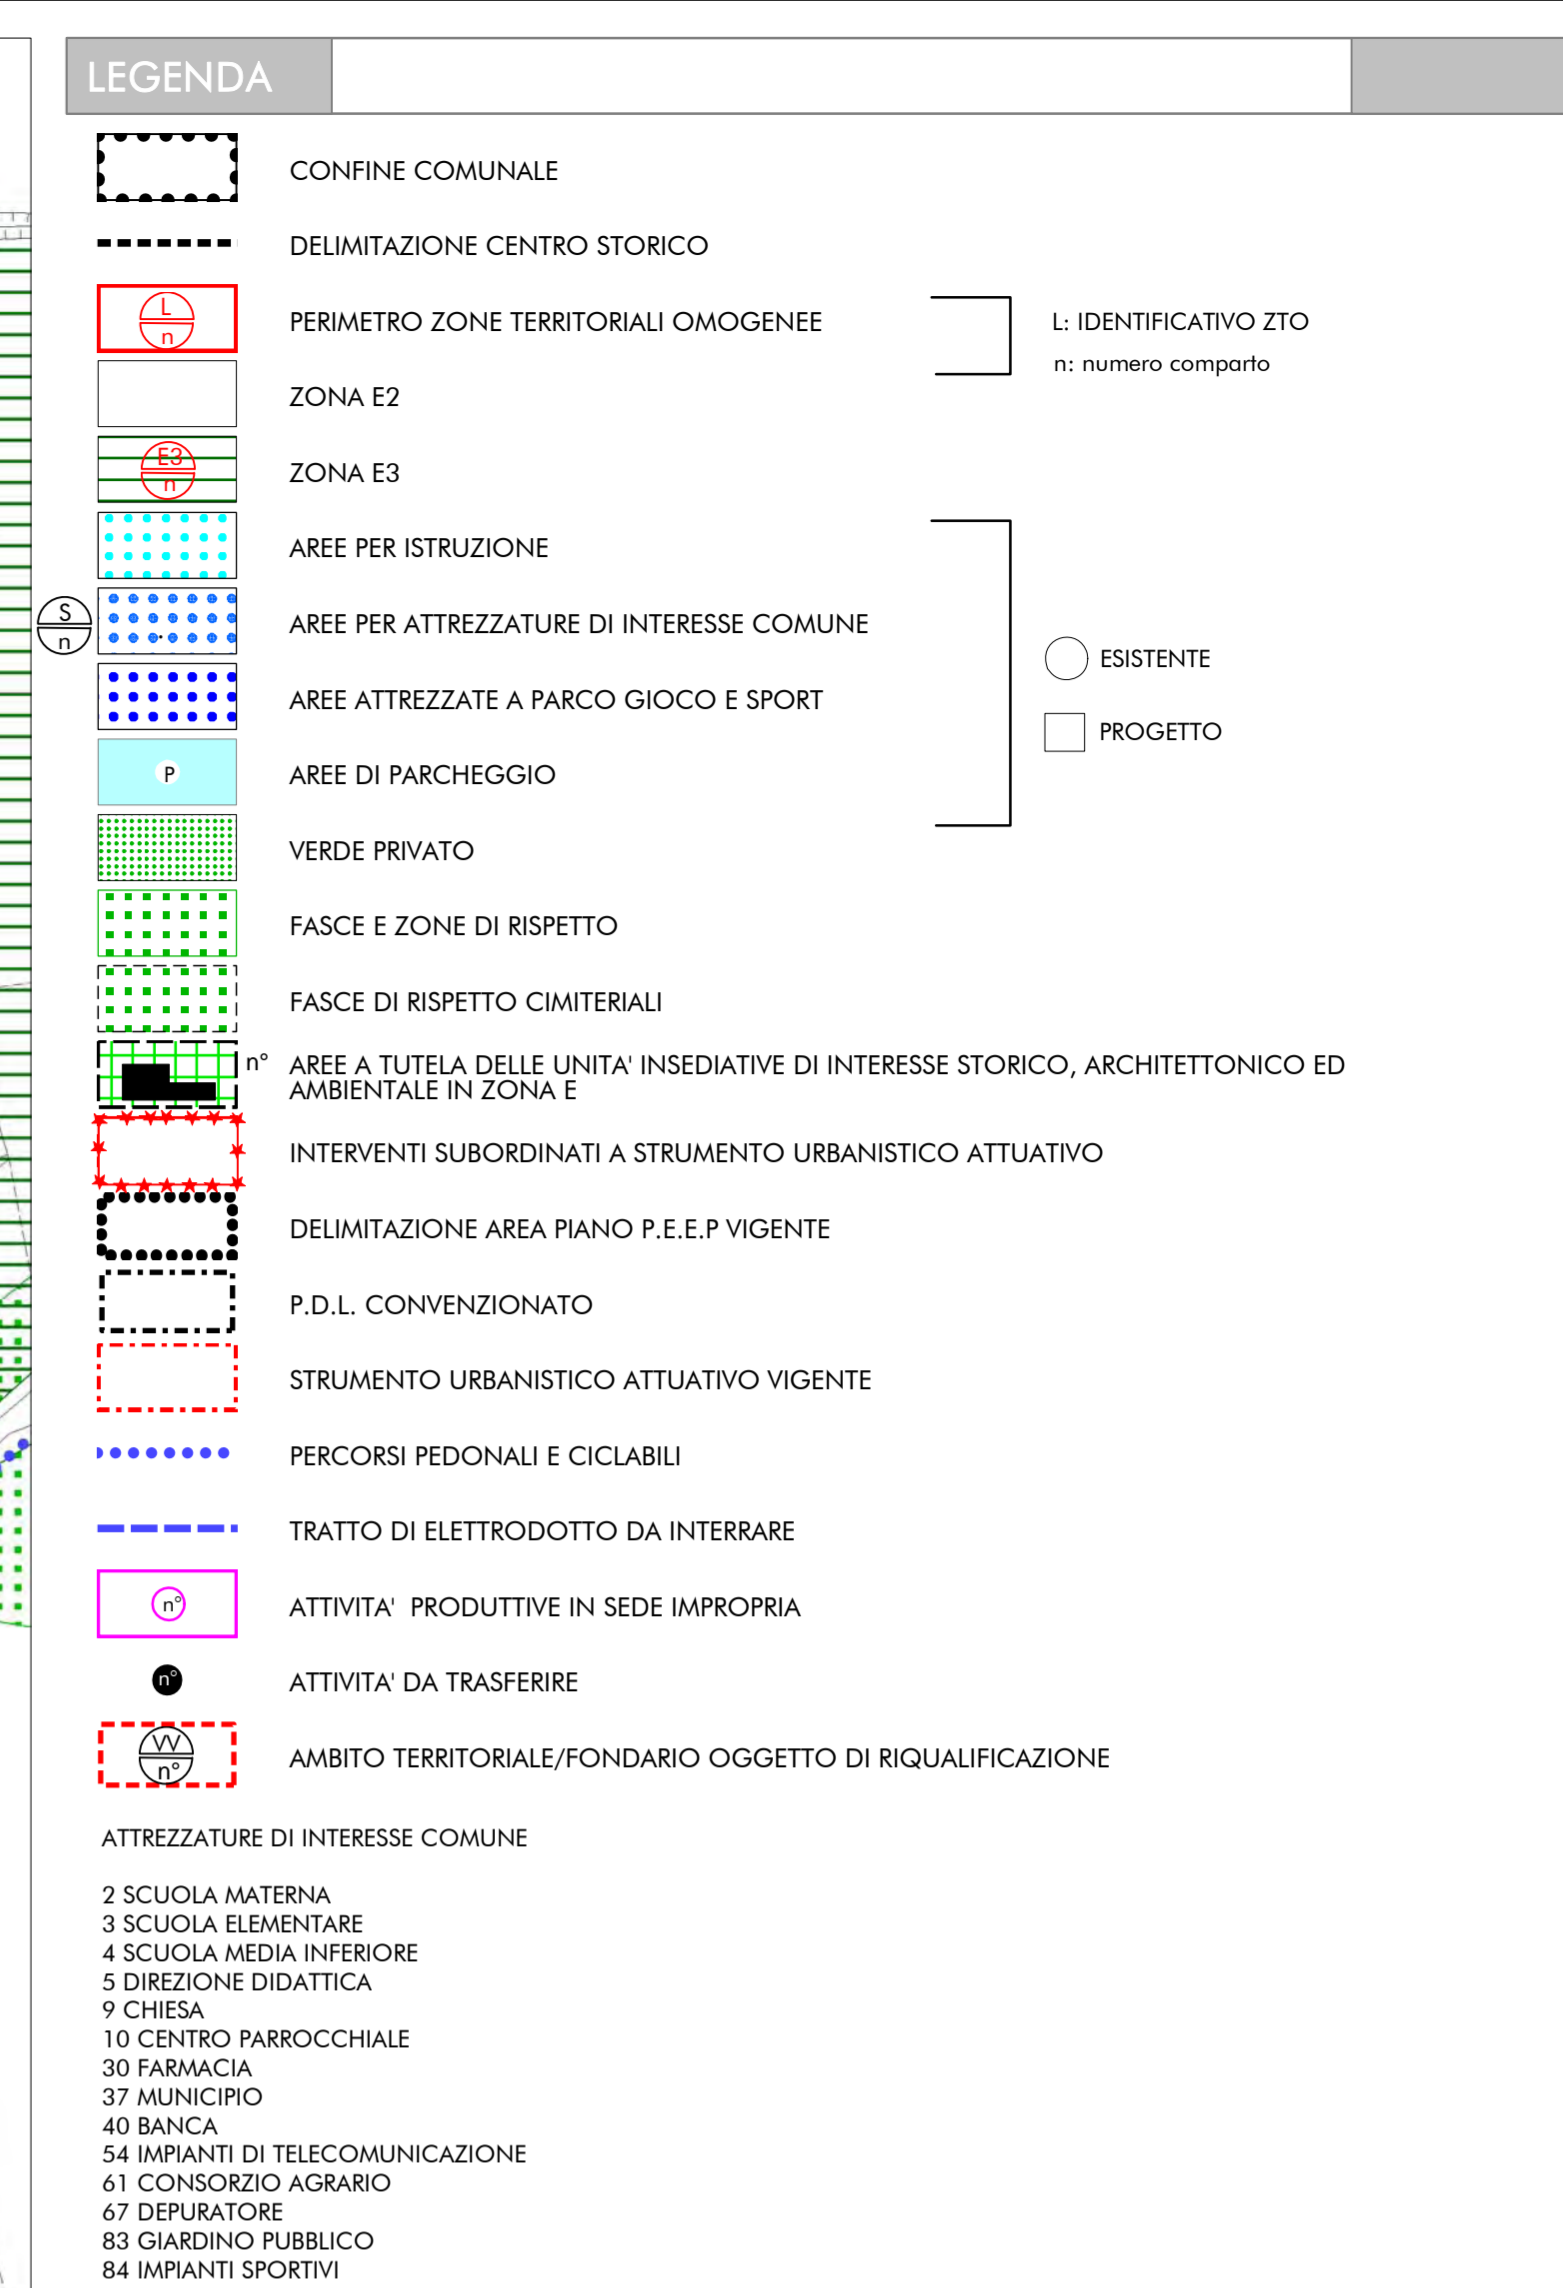 LEGENDA
CONFINE COMUNALE
DELIMITAZIONE CENTRO STORICO
L
n
PERIMETRO ZONE TERRITORIALI OMOGENEE
L: IDENTIFICATIVO ZTO
n: numero comparto
ZONA E2
E3
n
ZONA E3
AREE PER ISTRUZIONE
S
n
AREE PER ATTREZZATURE DI INTERESSE COMUNE
ESISTENTE
AREE ATTREZZATE A PARCO GIOCO E SPORT
PROGETTO
P
AREE DI PARCHEGGIO
VERDE PRIVATO
FASCE E ZONE DI RISPETTO
FASCE DI RISPETTO CIMITERIALI
n°
AREE A TUTELA DELLE UNITA' INSEDIATIVE DI INTERESSE STORICO, ARCHITETTONICO ED
AMBIENTALE IN ZONA E
INTERVENTI SUBORDINATI A STRUMENTO URBANISTICO ATTUATIVO
DELIMITAZIONE AREA PIANO P.E.E.P VIGENTE
P.D.L. CONVENZIONATO
STRUMENTO URBANISTICO ATTUATIVO VIGENTE
PERCORSI PEDONALI E CICLABILI
TRATTO DI ELETTRODOTTO DA INTERRARE
n°
ATTIVITA'  PRODUTTIVE IN SEDE IMPROPRIA
n°
ATTIVITA' DA TRASFERIRE
VV
n°
AMBITO TERRITORIALE/FONDARIO OGGETTO DI RIQUALIFICAZIONE
ATTREZZATURE DI INTERESSE COMUNE
2 SCUOLA MATERNA
3 SCUOLA ELEMENTARE
4 SCUOLA MEDIA INFERIORE
5 DIREZIONE DIDATTICA
9 CHIESA
10 CENTRO PARROCCHIALE
30 FARMACIA
37 MUNICIPIO
40 BANCA
54 IMPIANTI DI TELECOMUNICAZIONE
61 CONSORZIO AGRARIO
67 DEPURATORE
83 GIARDINO PUBBLICO
84 IMPIANTI SPORTIVI